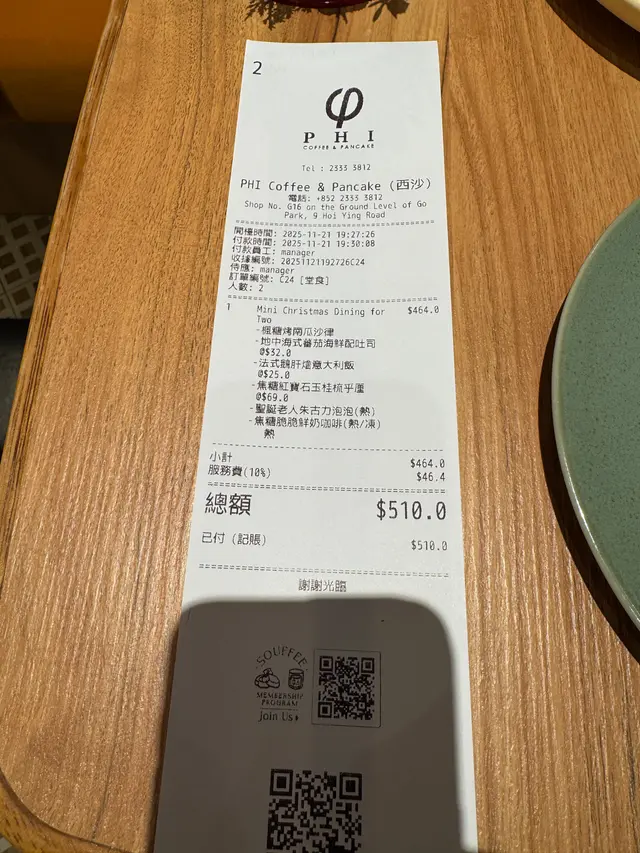 2
φ
PHI
COFFEE & PANCAKE
Tel : 2333 3812
PHI Coffee & Pancake (西沙)
電話: +852 2333 3812
Shop No. G16 on the Ground Level of Go
Park, 9 Hoi Ying Road
開檯時間: 2025-11-21 19:27:26
付款時間: 2025-11-21 19:30:08
付款員工: manager
收據編號: 20251121192726C24
侍應: manager
訂單編號: C24 [堂食]
人數: 2
1 Mini Christmas Dining for $464.0
Two
-楓糖烤南瓜沙律
-地中海式蕃茄海鮮配吐司
@$32.0
-法式鵝肝燴意大利飯
@$25.0
-焦糖紅寶石玉桂梳乎厘
@$69.0
-聖誕老人朱古力泡泡(熱)
-焦糖脆脆鮮奶咖啡(熱/凍)
熱
小計 $464.0
服務費(10%) $46.4
總額 $510.0
已付 (記賬) $510.0
謝謝光臨
SOUFFEE
MEMBERSHIP
PROGRAM
Join Us